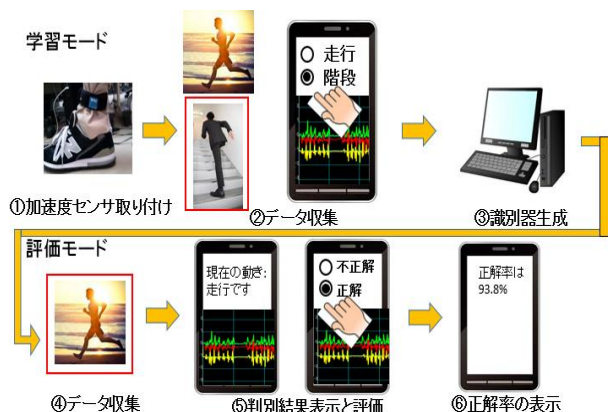 学習モード
走行
階段
①加速度センサ取り付け
②データ収集
③識別器生成
評価モード
現在の動き:
走行です
不正解
正解
正解率は
93.8%
④データ収集
⑤判別結果表示と評価
⑥正解率の表示